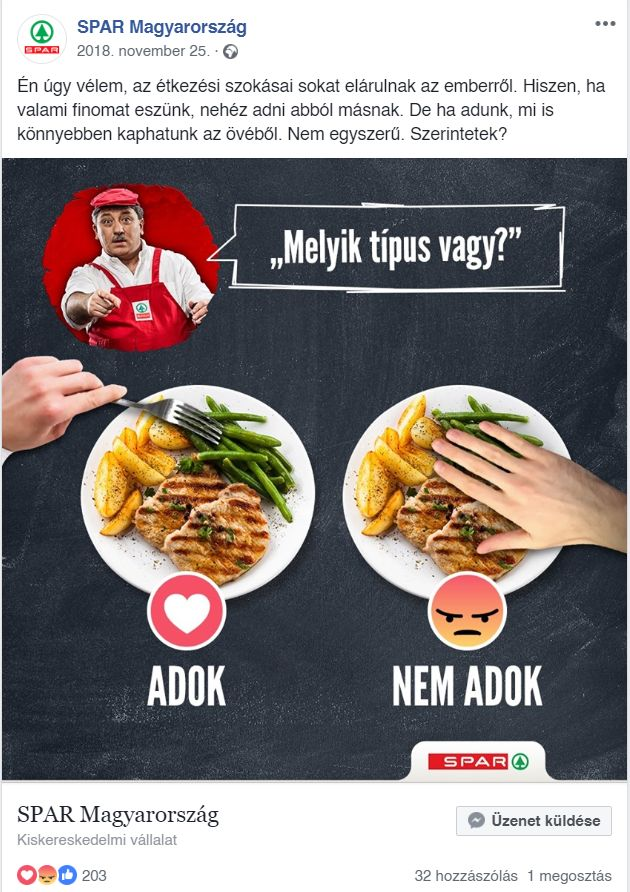 SPAR Magyarország
2018. november 25. ·
SPAR
Én úgy vélem, az étkezési szokásai sokat elárulnak az emberről. Hiszen, ha
valami finomat eszünk, nehéz adni abból másnak. De ha adunk, mi is
könnyebben kaphatunk az övéből. Nem egyszerű. Szerintetek?
„Melyik típus vagy?”
ADOK
NEM ADOK
SPAR
SPAR Magyarország
Kiskereskedelmi vállalat
Üzenet küldése
203
32 hozzászólás 1 megosztás